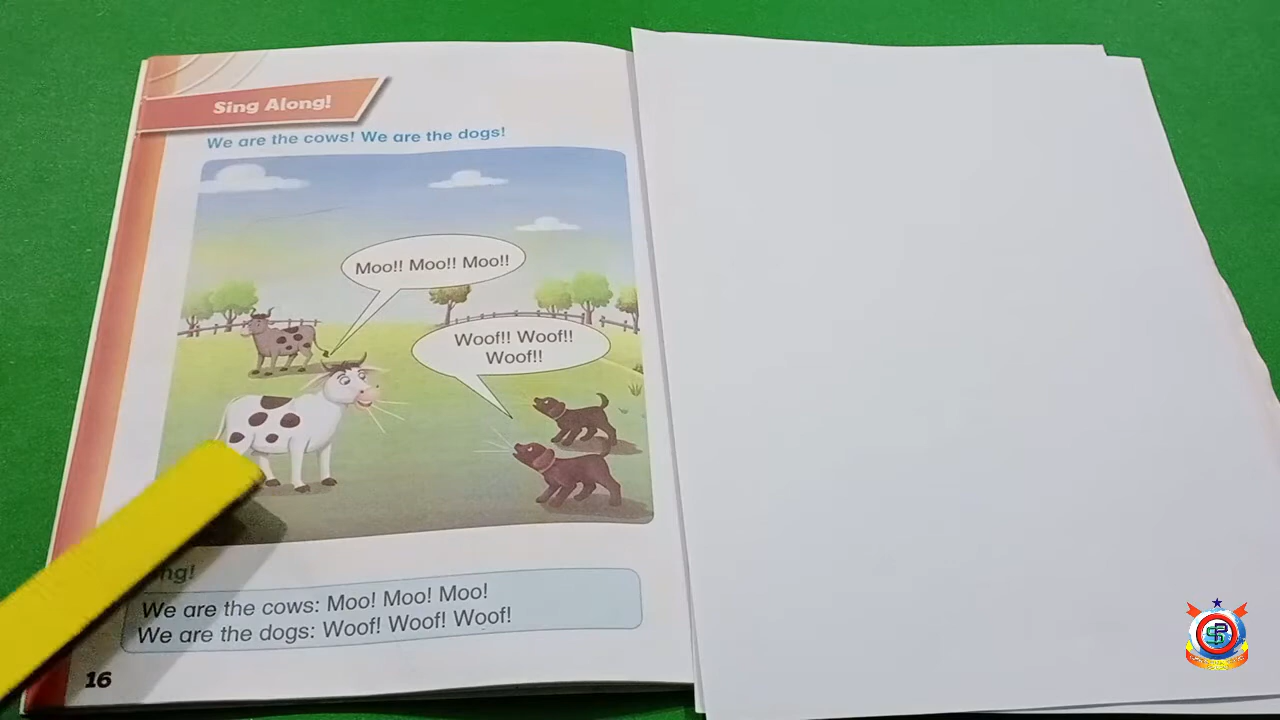 Sing Along!
We are the cows! We are the dogs!
Moo!! Moo!! Moo!!
Woof!! Woof!!
Woof!!
ng!
We are the cows: Moo! Moo! Moo!
We are the dogs: Woof! Woof! Woof!
16